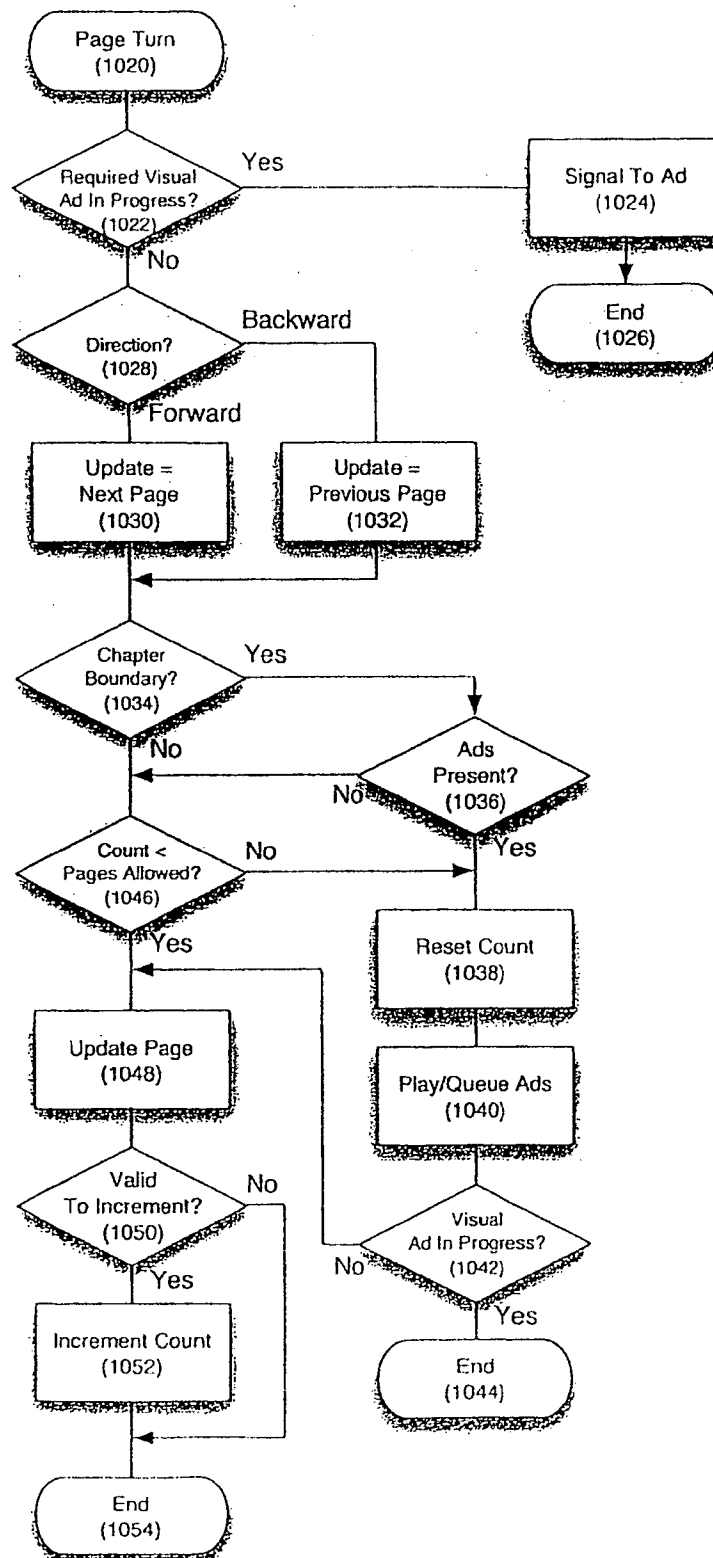 Page Turn
(1020)
Required Visual
Ad In Progress?
(1022)
Yes
No
Signal To Ad
(1024)
End
(1026)
Direction?
(1028)
Backward
Forward
Update =
Next Page
(1030)
Update =
Previous Page
(1032)
Chapter
Boundary?
(1034)
Yes
No
Ads
Present?
(1036)
No
Yes
Count <
Pages Allowed?
(1046)
No
Yes
Reset Count
(1038)
Update Page
(1048)
Play/Queue Ads
(1040)
Valid
To Increment?
(1050)
No
Yes
Visual
Ad In Progress?
(1042)
No
Yes
Increment Count
(1052)
End
(1044)
End
(1054)